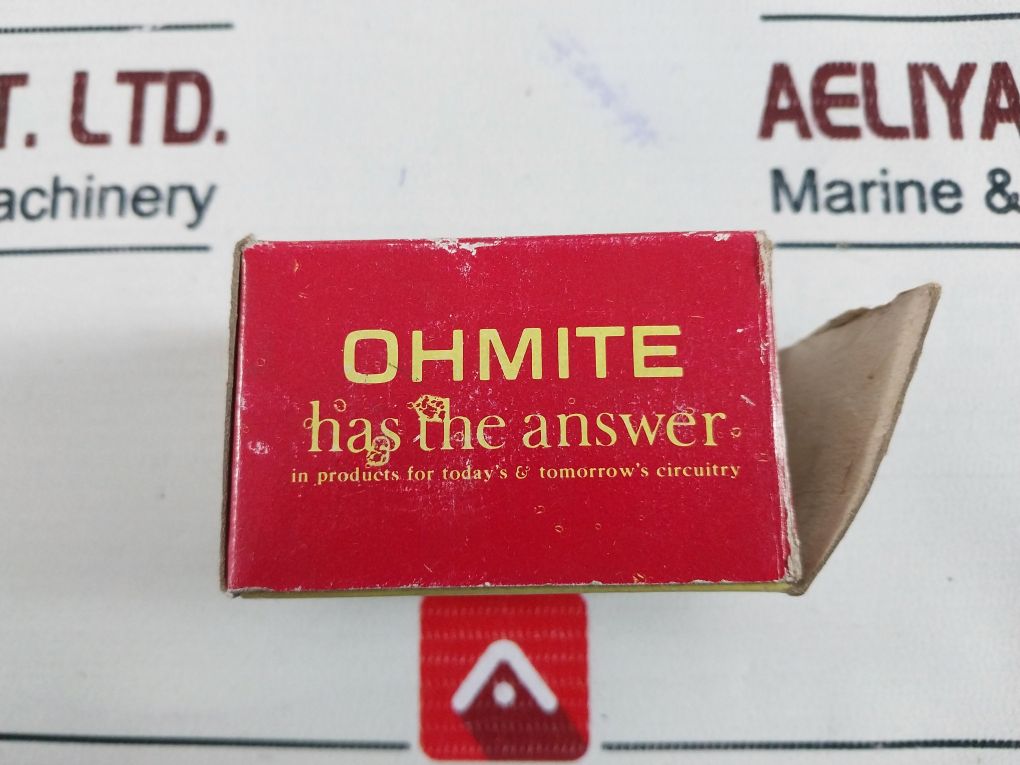 T. LTD.
achinery
AELIYA
Marine &
OHMITE
has the answer
in products for today's & tomorrow's circuitry